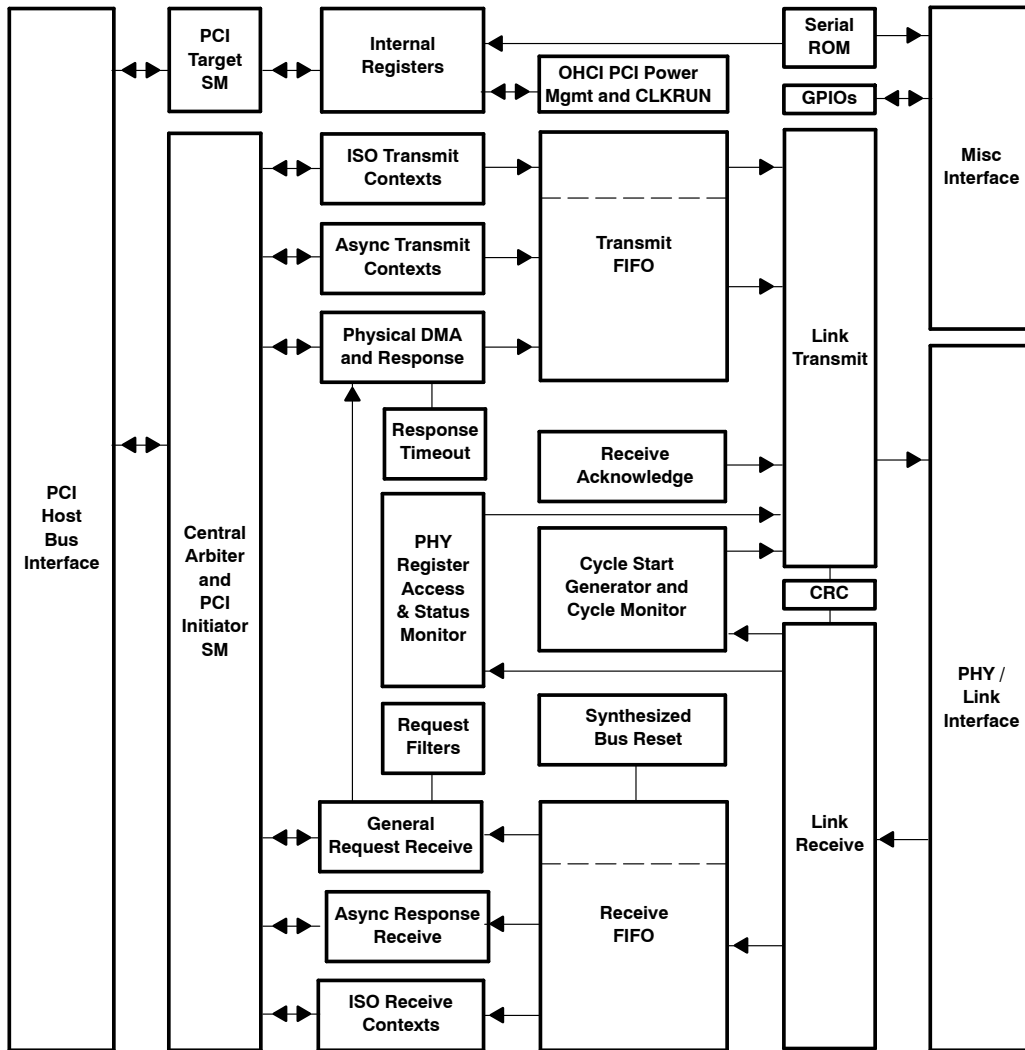 PCI
Target
SM
Internal
Registers
Serial
ROM
OHCI PCI Power
Mgmt and CLKRUN
GPIOs
Misc
Interface
ISO Transmit
Contexts
Async Transmit
Contexts
Transmit
FIFO
Physical DMA
and Response
Link
Transmit
Response
Timeout
Receive
Acknowledge
PCI
Host
Bus
Interface
Central
Arbiter
and
PCI
Initiator
SM
PHY
Register
Access
& Status
Monitor
Cycle Start
Generator and
Cycle Monitor
CRC
PHY /
Link
Interface
Request
Filters
Synthesized
Bus Reset
General
Request Receive
Link
Receive
Async Response
Receive
Receive
FIFO
ISO Receive
Contexts